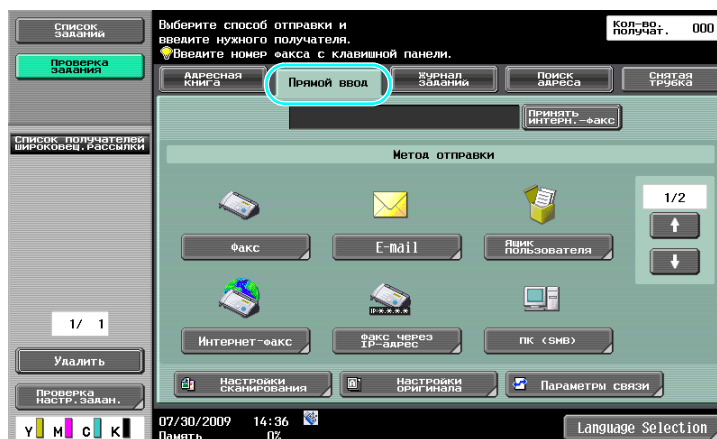 Список
задания
Проверка
задания
Список получателей
широковещ.рассылки
1/ 1
Удалить
Проверка
настр.задан.
Y M C K
Выберите способ отправки и
введите нужного получателя.
Введите номер факса с клавишной панели.
Кол-во.
получат. 000
Адресная
книга
Прямой ввод
Журнал
заданий
Поиск
адреса
Снятая
трубка
Принять
интерн.-факс
Метод отправки
Факс
E-mail
Ящик
пользователя
1/2
Интернет-факс
IP=*.*.*.*
Факс через
IP-адрес
ПК (SMB)
Настройки
сканирования
Настройки
оригинала
Параметры связи
07/30/2009 14:36
Память 0%
Language Selection